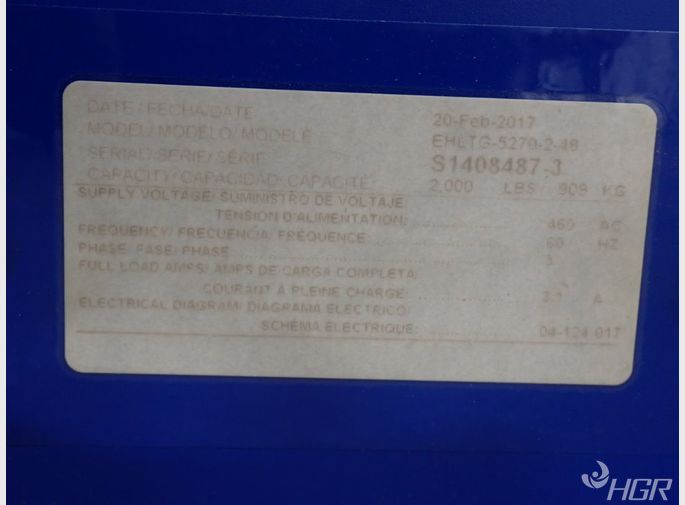 DATE / FECHA/DATE 20-Feb-2017
MODEL/ MODELO/ MODELE EHLTG-5270-2-48
SERIAL/ SERIE/ SÉRIE S1408487-3
CAPACITY/ CAPACIDAD/ CAPACITÉ 2,000 LBS/ 909 KG
SUPPLY VOLTAGE/ SUMINISTRO DE VOLTAJE
TENSION D'ALIMENTATION: 460 AC
FREQUENCY/ FRECUENCIA/ FRÉQUENCE 60 HZ
PHASE/ FASE/ PHASE 3
FULL LOAD AMPS/ AMPS DE CARGA COMPLETA/
COURANT À PLEINE CHARGE: A
ELECTRICAL DIAGRAM/ DIAGRAMA ELÉCTRICO/
SCHÉMA ÉLECTRIQUE: 04-124
HGR